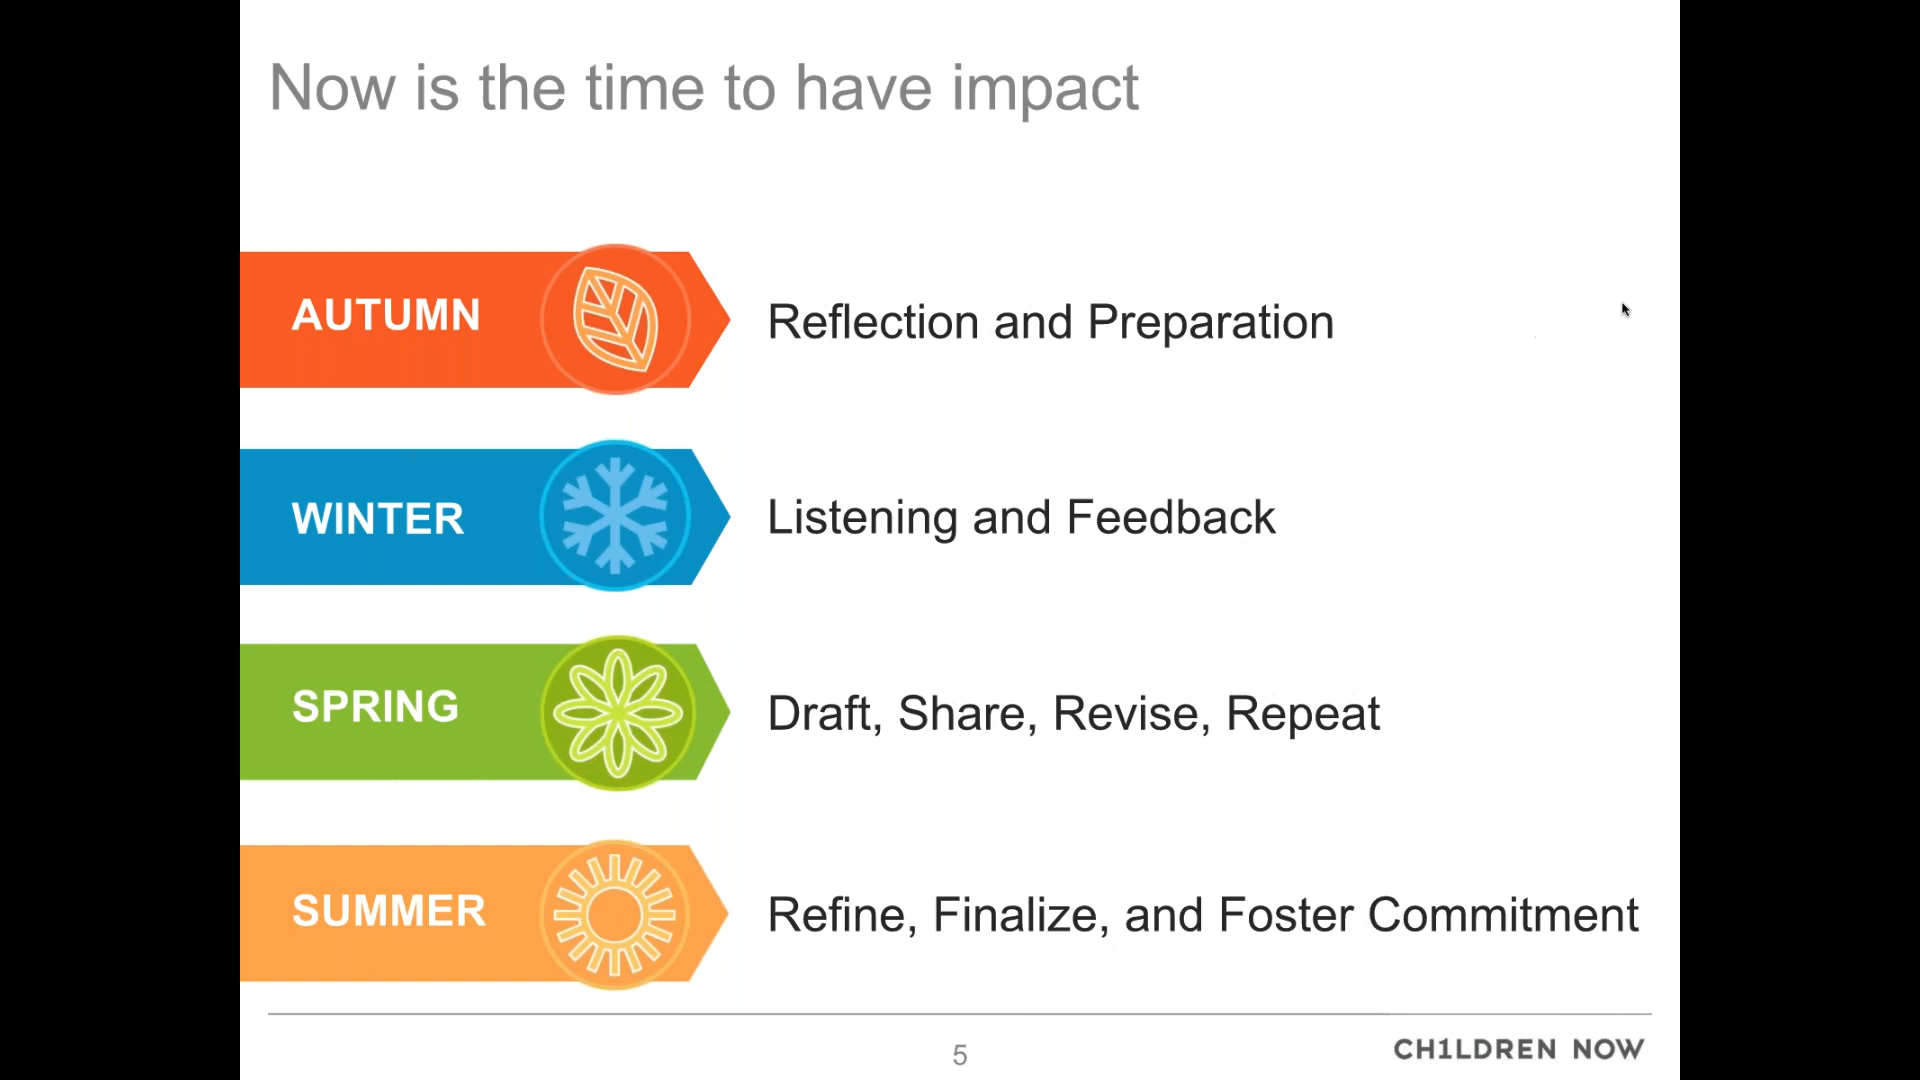 Now is the time to have impact
AUTUMN
Reflection and Preparation
WINTER
Listening and Feedback
SPRING
Draft, Share, Revise, Repeat
SUMMER
Refine, Finalize, and Foster Commitment
5
CH1LDREN NOW